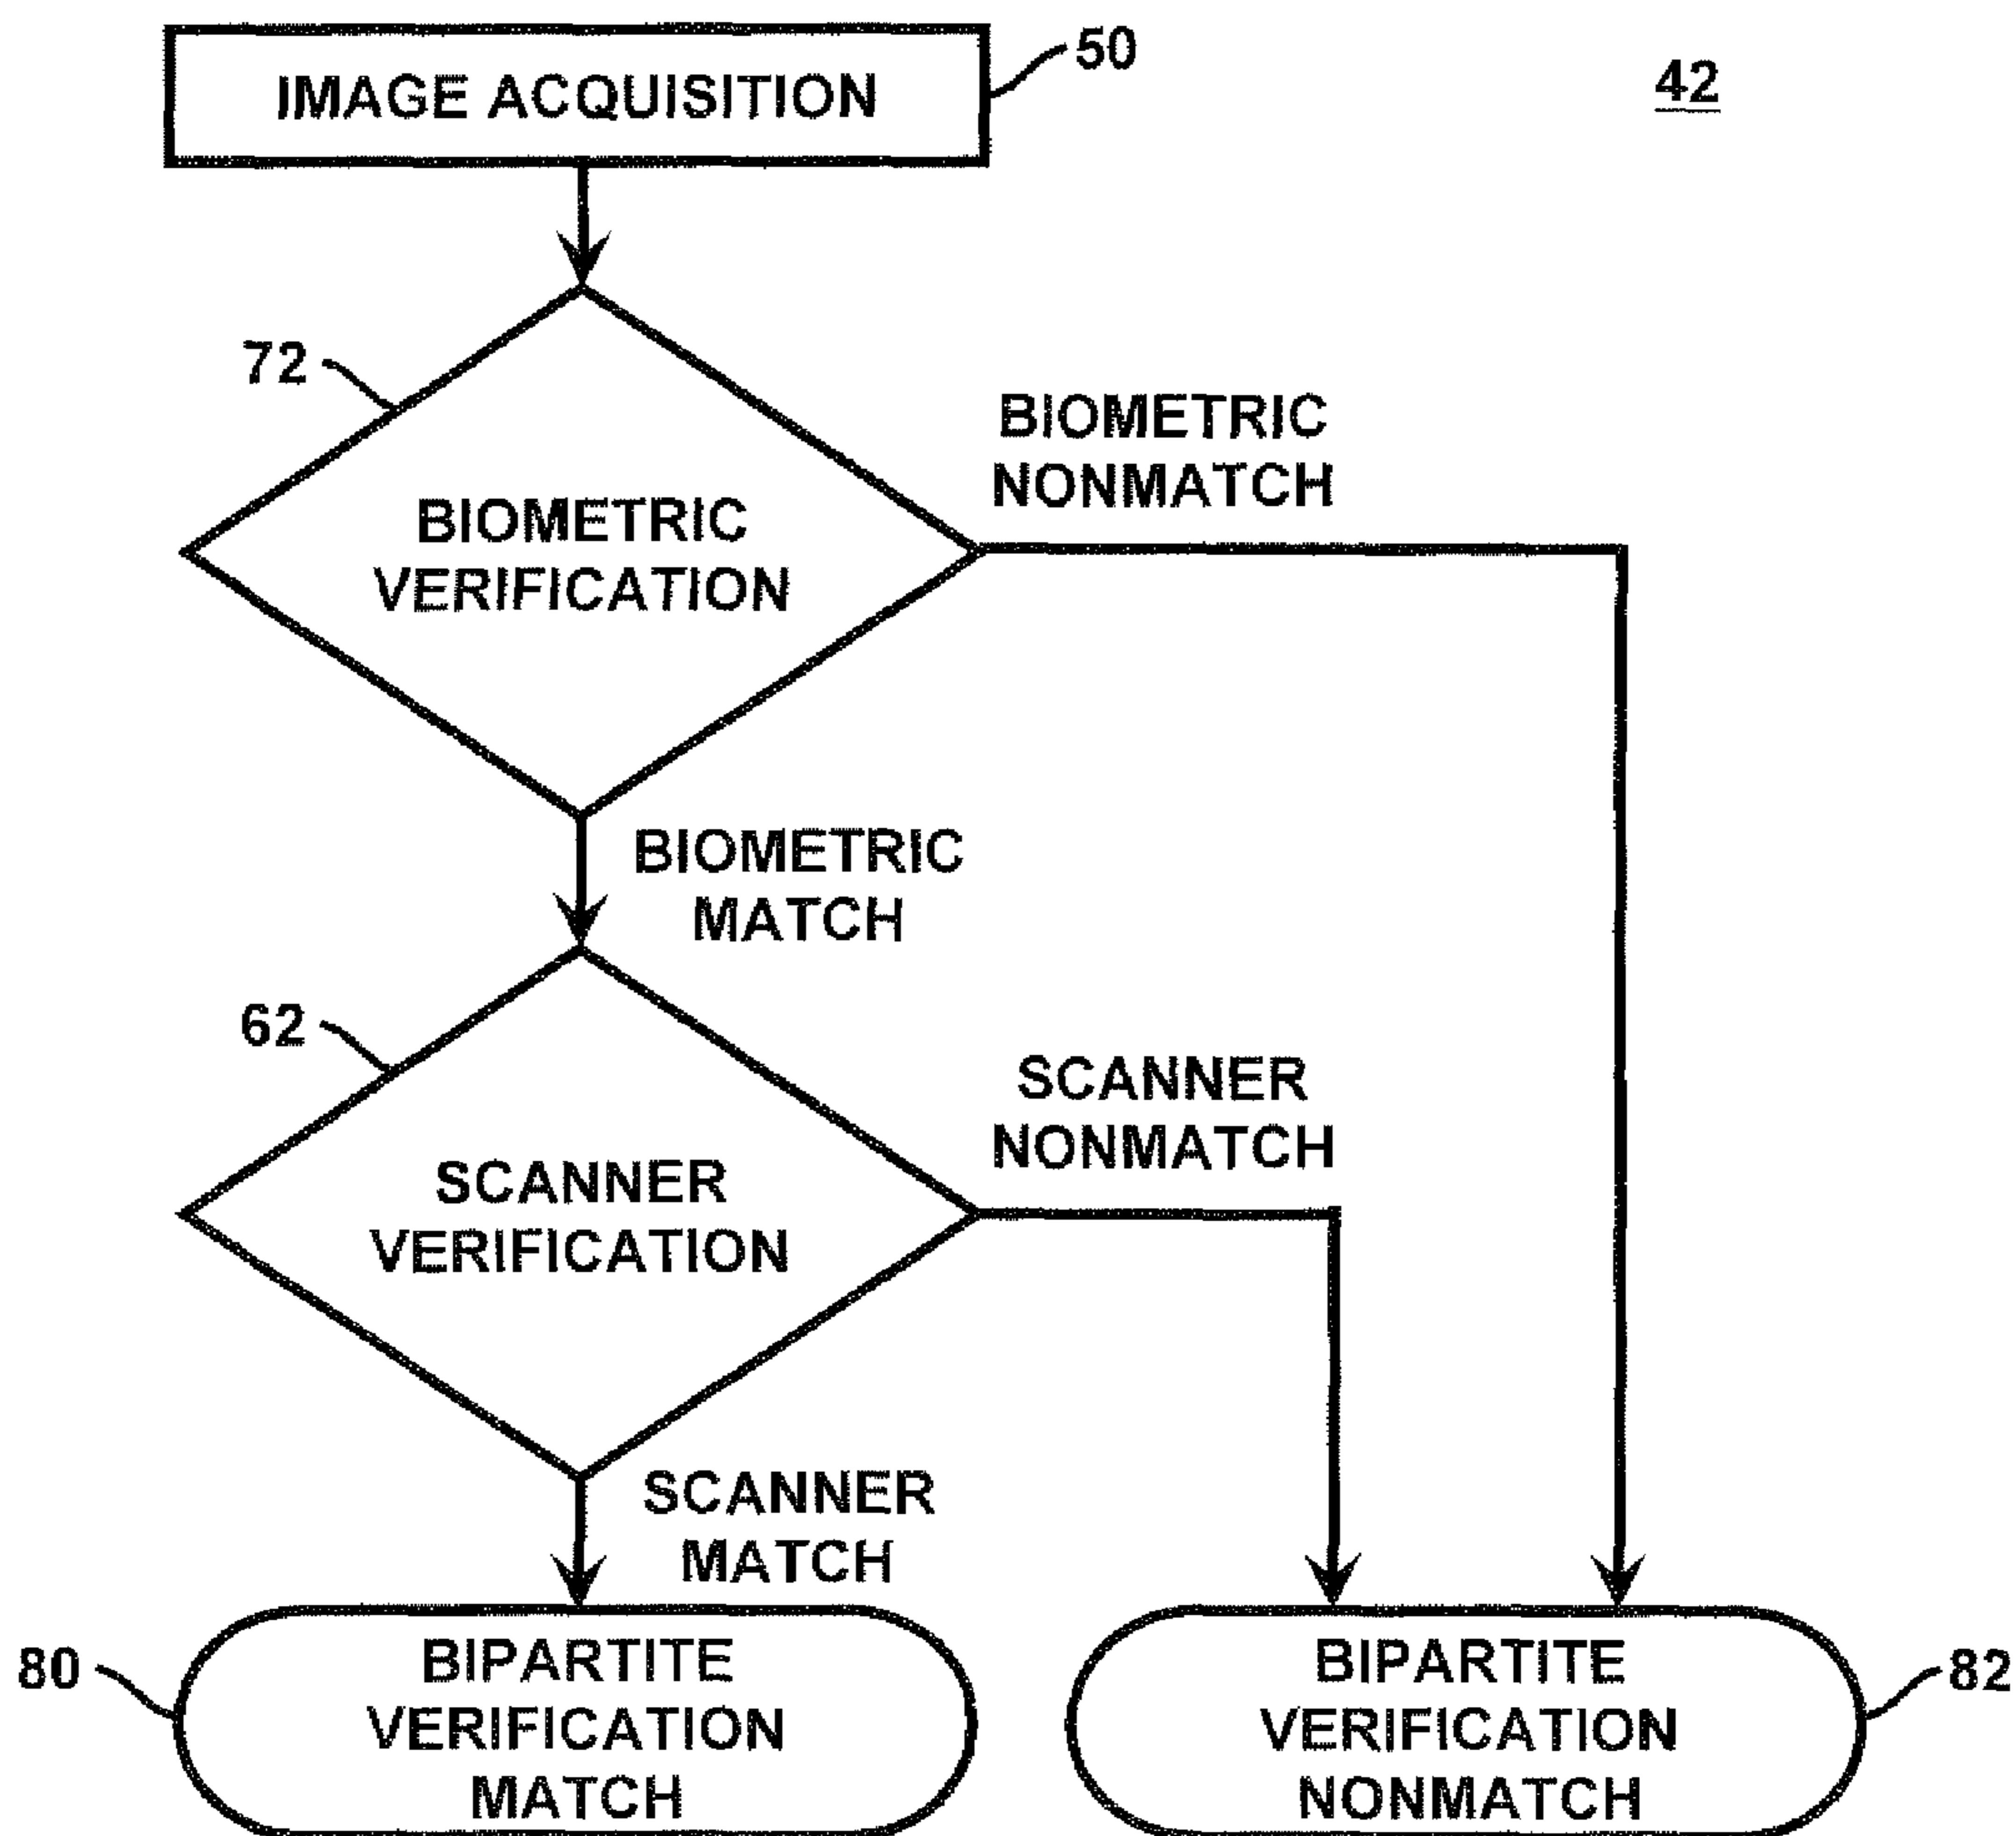 IMAGE ACQUISITION
50
42
72
BIOMETRIC
NONMATCH
BIOMETRIC
VERIFICATION
BIOMETRIC
MATCH
62
SCANNER
NONMATCH
SCANNER
VERIFICATION
SCANNER
MATCH
80
BIPARTITE
VERIFICATION
MATCH
BIPARTITE
VERIFICATION
NONMATCH
82